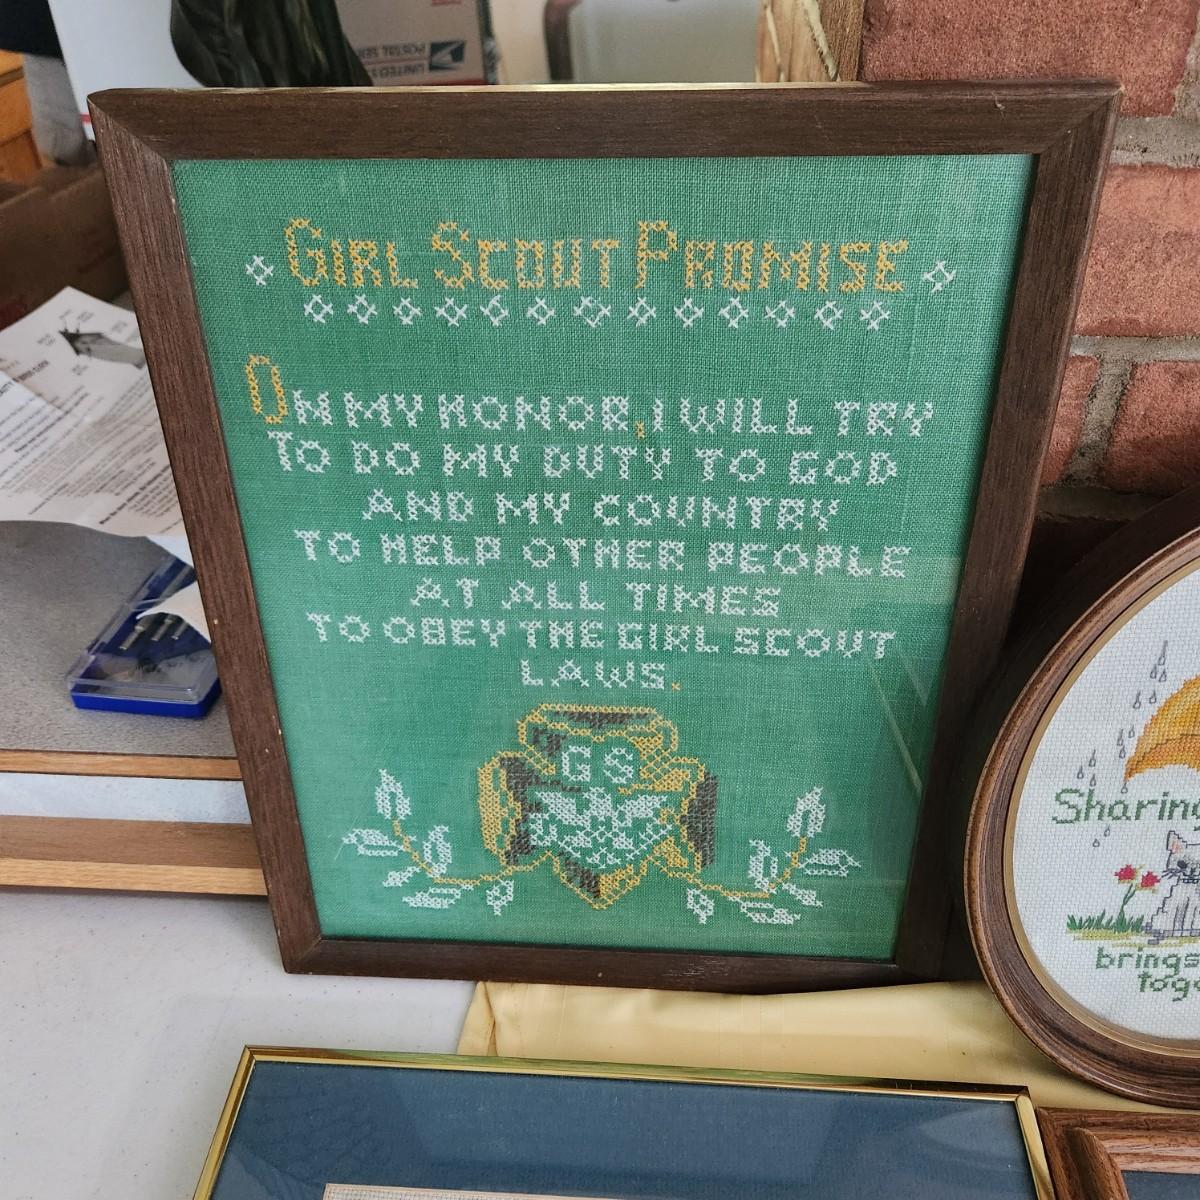 UNITED STATES
POSTAL SERVICE
GIRL SCOUT PROMISE
ON MY HONOR, I WILL TRY
TO DO MY DUTY TO GOD
AND MY COUNTRY
TO HELP OTHER PEOPLE
AT ALL TIMES
TO OBEY THE GIRL SCOUT
LAWS.
GS
Sharing
brings